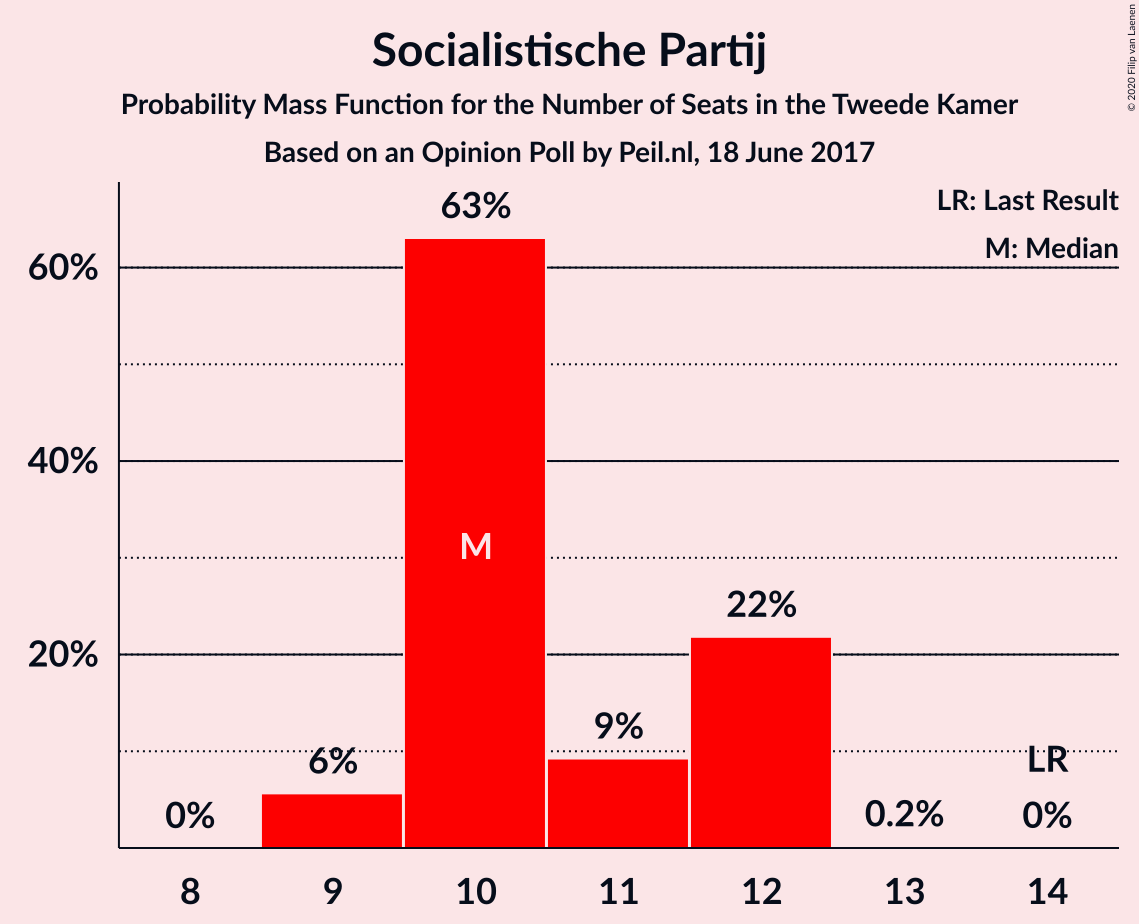 Socialistische Partij
Probability Mass Function for the Number of Seats in the Tweede Kamer
Based on an Opinion Poll by Peil.nl, 18 June 2017
© 2020 Filip van Laenen
LR: Last Result
M: Median
60%
40%
20%
0%
6%
63%
M
9%
22%
0.2%
LR
0%
8 9 10 11 12 13 14